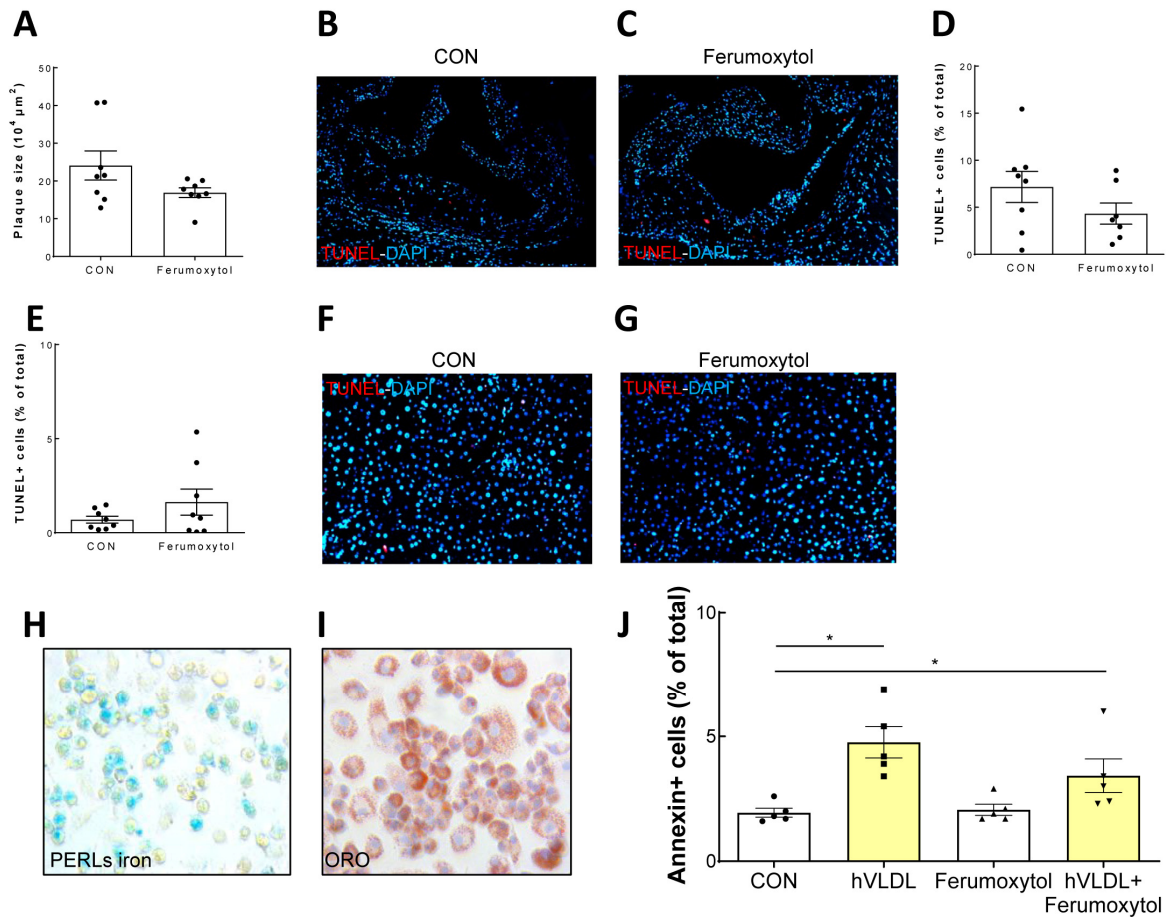 A
Plaque size (10⁴ µm²)
50
40
30
20
10
0
CON
Ferumoxytol
B
CON
TUNEL-DAPI
C
Ferumoxytol
TUNEL-DAPI
D
TUNEL+ cells (% of total)
20
15
10
5
0
CON
Ferumoxytol
E
TUNEL+ cells (% of total)
10
5
0
CON
Ferumoxytol
F
CON
TUNEL-DAPI
G
Ferumoxytol
TUNEL-DAPI
H
PERLs iron
I
ORO
J
Annexin+ cells (% of total)
10
5
0
*
*
CON
hVLDL
Ferumoxytol
hVLDL+
Ferumoxytol